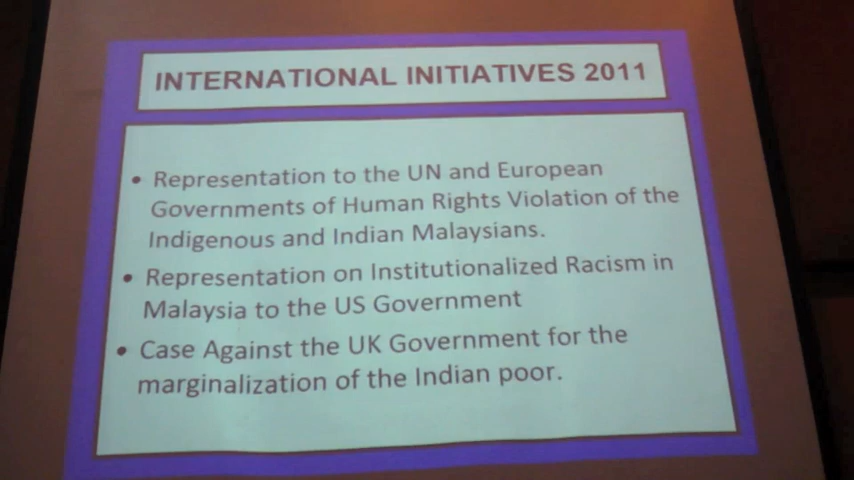 INTERNATIONAL INITIATIVES 2011
• Representation to the UN and European
Governments of Human Rights Violation of the
Indigenous and Indian Malaysians.
• Representation on Institutionalized Racism in
Malaysia to the US Government
• Case Against the UK Government for the
marginalization of the Indian poor.